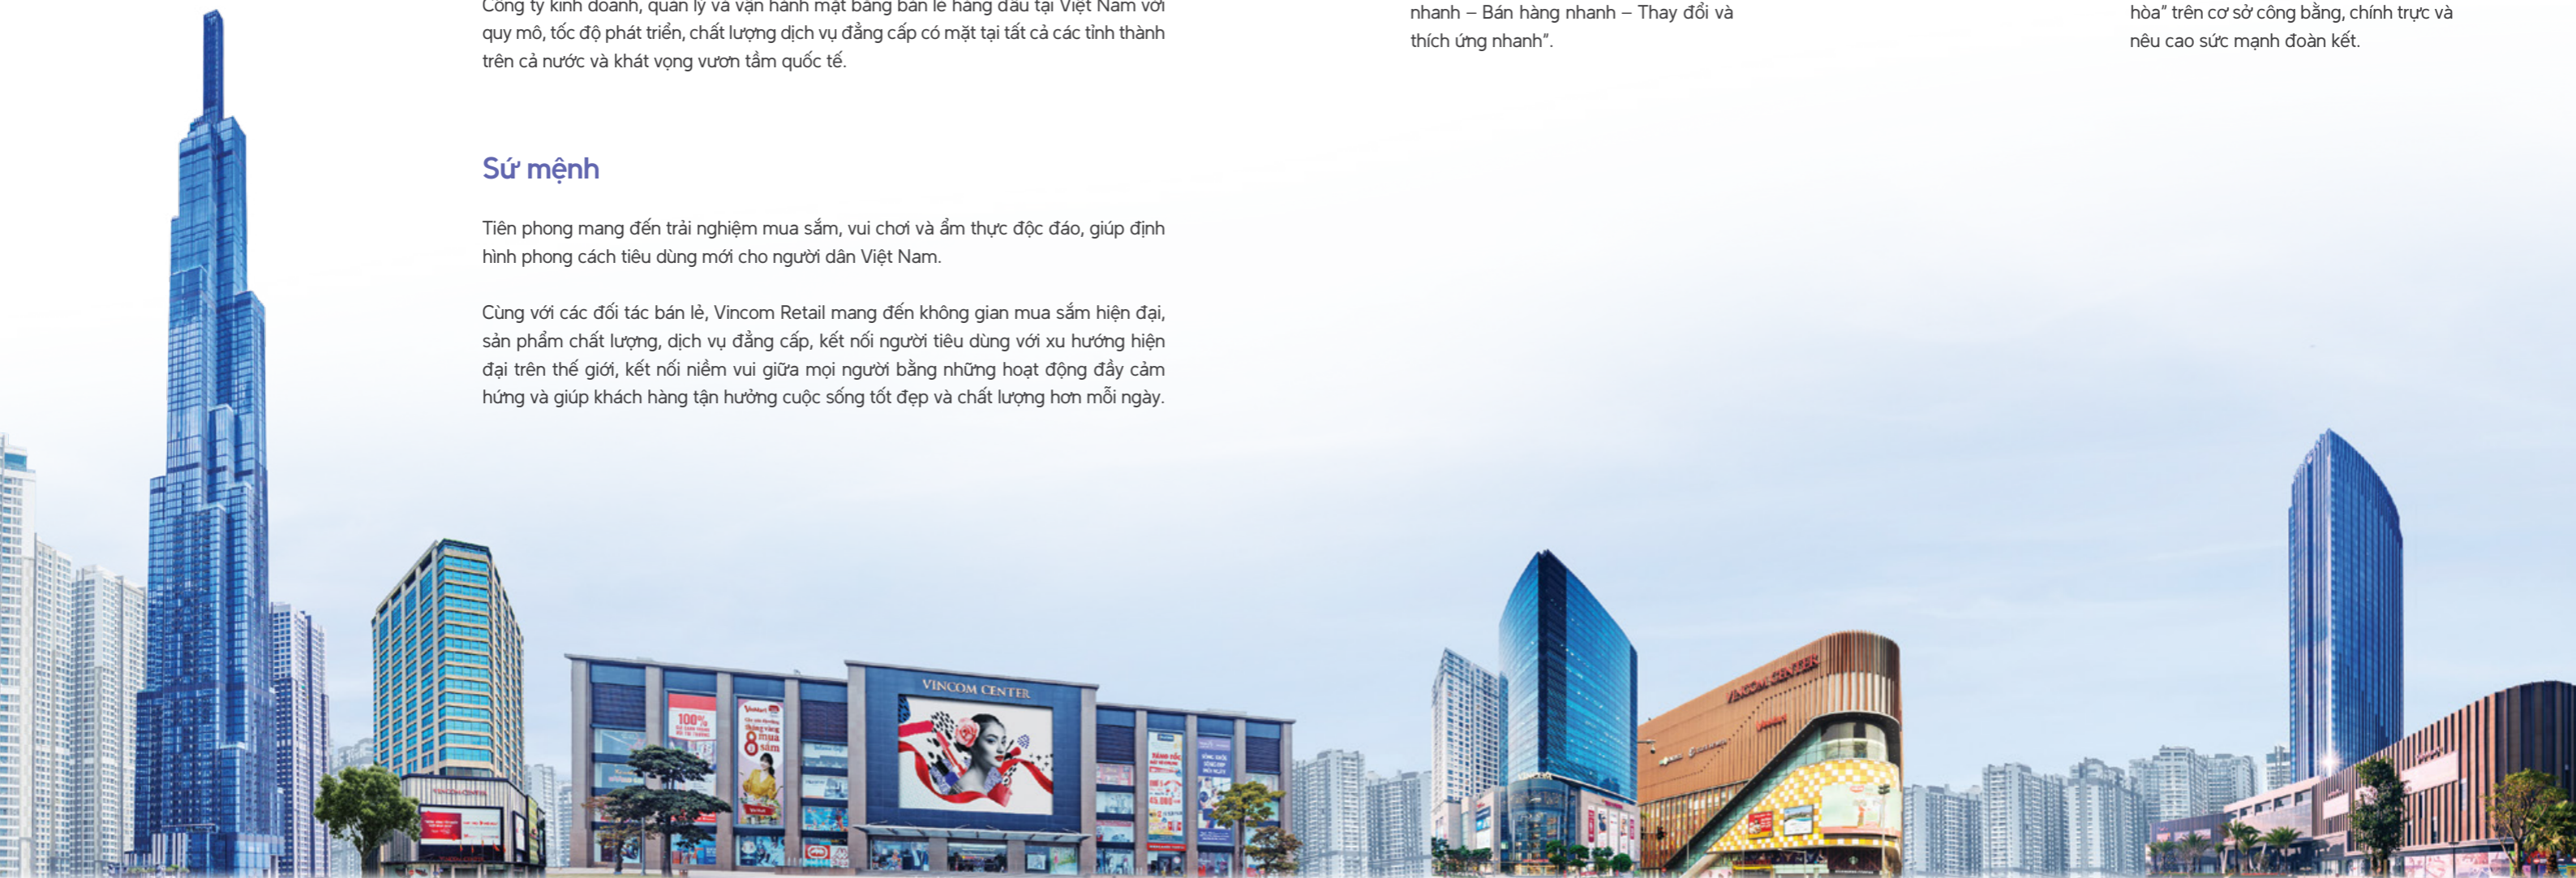 Công ty kinh doanh, quản lý và vận hành mặt bằng bán lẻ hàng đầu tại Việt Nam với
quy mô, tốc độ phát triển, chất lượng dịch vụ đẳng cấp có mặt tại tất cả các tỉnh thành
trên cả nước và khát vọng vươn tầm quốc tế.
Sứ mệnh
Tiên phong mang đến trải nghiệm mua sắm, vui chơi và ẩm thực độc đáo, giúp định
hình phong cách tiêu dùng mới cho người dân Việt Nam.
Cùng với các đối tác bán lẻ, Vincom Retail mang đến không gian mua sắm hiện đại,
sản phẩm chất lượng, dịch vụ đẳng cấp, kết nối người tiêu dùng với xu hướng hiện
đại trên thế giới, kết nối niềm vui giữa mọi người bằng những hoạt động đầy cảm
hứng và giúp khách hàng tận hưởng cuộc sống tốt đẹp và chất lượng hơn mỗi ngày.
nhanh – Bán hàng nhanh – Thay đổi và
thích ứng nhanh”.
hòa” trên cơ sở công bằng, chính trực và
nêu cao sức mạnh đoàn kết.
VINCOM CENTER
VINCOM CENTER
100%
8 mua
sắm
VINCOM CENTER